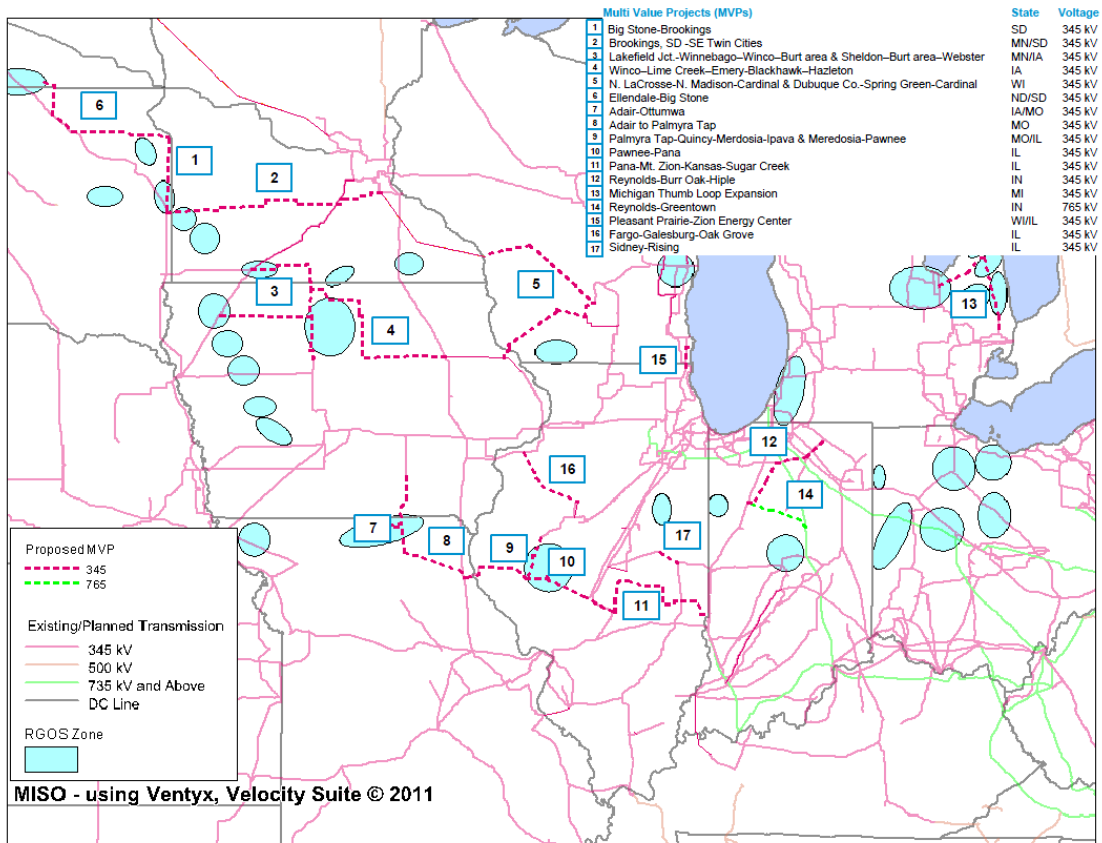 Multi Value Projects (MVPs) State Voltage
1 Big Stone-Brookings SD 345 kV
2 Brookings, SD -SE Twin Cities MN/SD 345 kV
3 Lakefield Jct.-Winnebago–Winco–Burt area & Sheldon–Burt area–Webster MN/IA 345 kV
4 Winco–Lime Creek–Emery-Blackhawk–Hazleton IA 345 kV
5 N. LaCrosse-N. Madison-Cardinal & Dubuque Co.-Spring Green-Cardinal WI 345 kV
6 Ellendale-Big Stone ND/SD 345 kV
7 Adair-Ottumwa IA/MO 345 kV
8 Adair to Palmyra Tap MO 345 kV
9 Palmyra Tap-Quincy-Merdosia-Ipava & Meredosia-Pawnee MO/IL 345 kV
10 Pawnee-Pana IL 345 kV
11 Pana-Mt. Zion-Kansas-Sugar Creek IL 345 kV
12 Reynolds-Burr Oak-Hiple IN 345 kV
13 Michigan Thumb Loop Expansion MI 345 kV
14 Reynolds-Greentown IN 765 kV
15 Pleasant Prairie-Zion Energy Center WI/IL 345 kV
16 Fargo-Galesburg-Oak Grove IL 345 kV
17 Sidney-Rising IL 345 kV
6
1
2
5
3
13
4
15
12
16
14
7
8
9
17
10
11
Proposed MVP
345
765
Existing/Planned Transmission
345 kV
500 kV
735 kV and Above
DC Line
RGOS Zone
MISO - using Ventyx, Velocity Suite © 2011